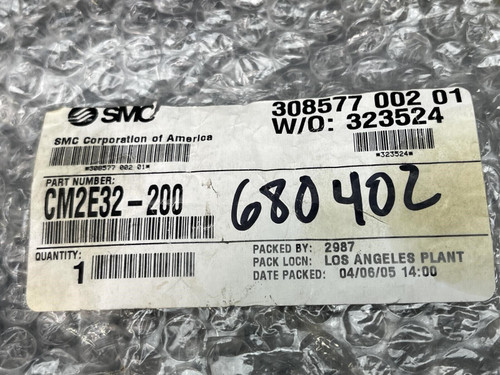 SMC
308577 002 01
W/O: 323524
SMC Corporation of America
*308577 002 01*
*323524*
PART NUMBER:
CM2E32-200
680402
QUANTITY:
1
PACKED BY: 2987
PACK LOCN: LOS ANGELES PLANT
DATE PACKED: 04/06/05 14:00